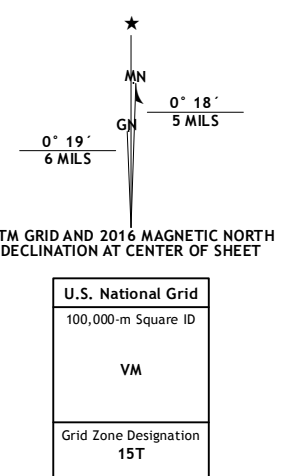 ★
MN
0° 18´
5 MILS
GN
0° 19´
6 MILS
TM GRID AND 2016 MAGNETIC NORTH
DECLINATION AT CENTER OF SHEET
U.S. National Grid
100,000-m Square ID
VM
Grid Zone Designation
15T